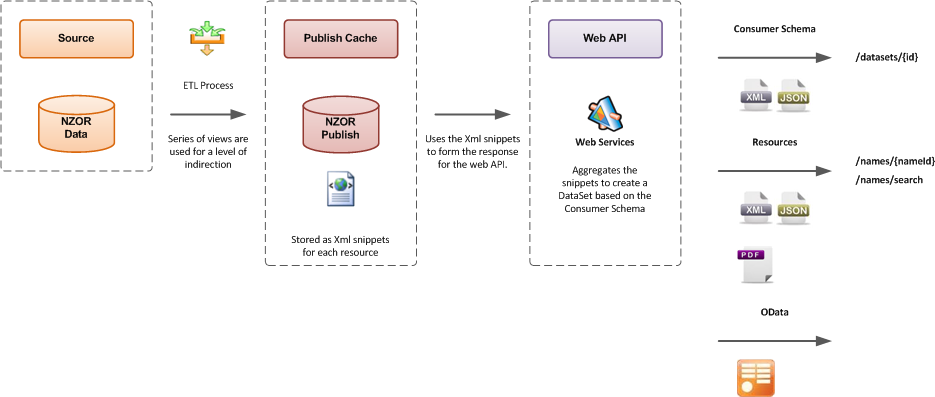 Source
NZOR
Data
ETL Process
Series of views are
used for a level of
indirection
Publish Cache
NZOR
Publish
Stored as Xml snippets
for each resource
Uses the Xml snippets
to form the response
for the web API.
Web API
Web Services
Aggregates the
snippets to create a
DataSet based on the
Consumer Schema
Consumer Schema
/datasets/{id}
XML
JSON
Resources
/names/{nameId}
/names/search
XML
JSON
PDF
OData